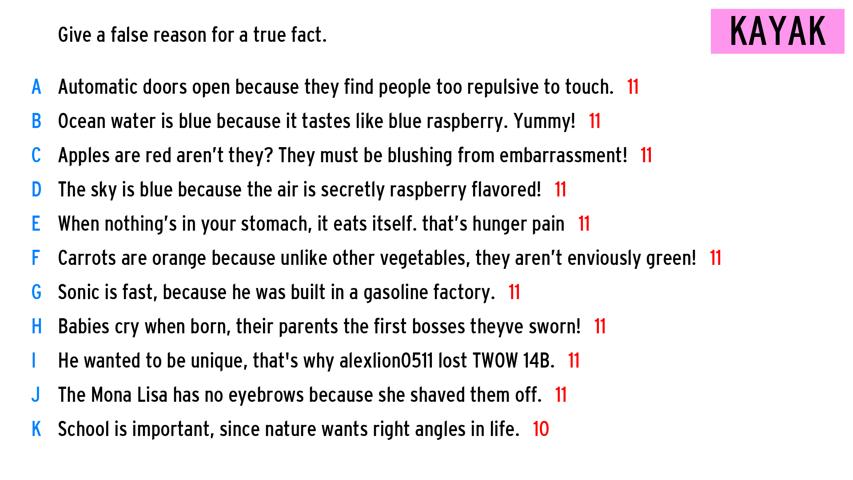 Give a false reason for a true fact.
KAYAK
A Automatic doors open because they find people too repulsive to touch. 11
B Ocean water is blue because it tastes like blue raspberry. Yummy! 11
C Apples are red aren't they? They must be blushing from embarrassment! 11
D The sky is blue because the air is secretly raspberry flavored! 11
E When nothing's in your stomach, it eats itself. that's hunger pain 11
F Carrots are orange because unlike other vegetables, they aren't enviously green! 11
G Sonic is fast, because he was built in a gasoline factory. 11
H Babies cry when born, their parents the first bosses theyve sworn! 11
I He wanted to be unique, that's why alexlion0511 lost TWOW 14B. 11
J The Mona Lisa has no eyebrows because she shaved them off. 11
K School is important, since nature wants right angles in life. 10